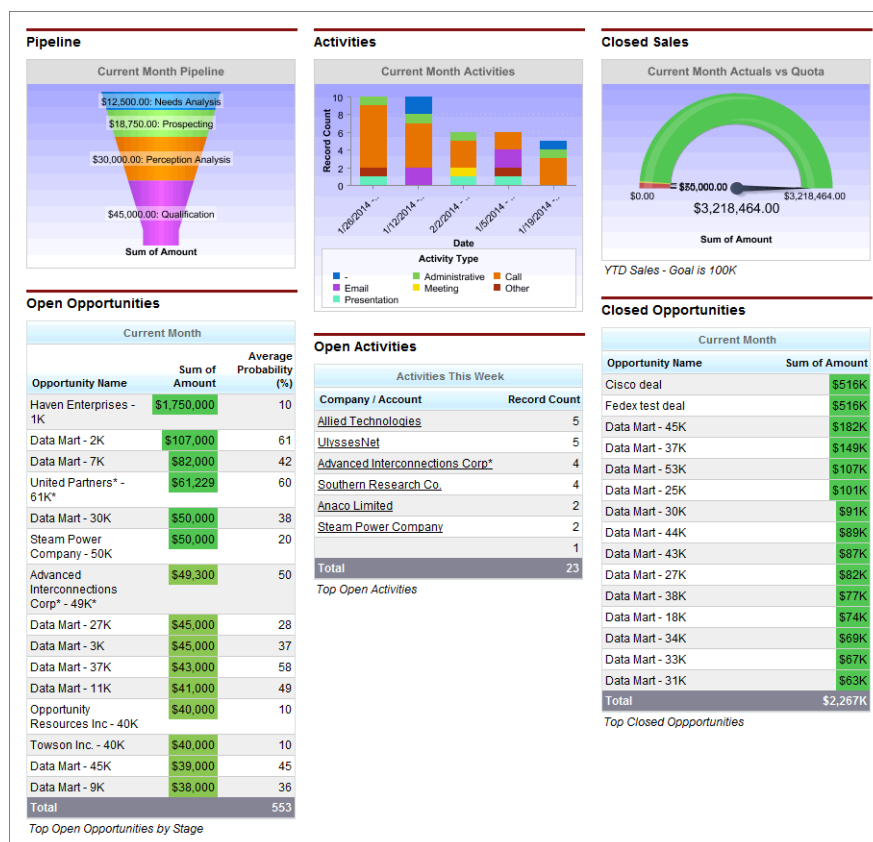 Pipeline
Current Month Pipeline
$12,500.00: Needs Analysis
$18,750.00: Prospecting
$30,000.00: Perception Analysis
$45,000.00: Qualification
Sum of Amount
Open Opportunities
Current Month
Opportunity Name Sum of Amount Average Probability (%)
Haven Enterprises - 1K $1,750,000 10
Data Mart - 2K $107,000 61
Data Mart - 7K $82,000 42
United Partners* - 61K* $61,229 60
Data Mart - 30K $50,000 38
Steam Power Company - 50K $50,000 20
Advanced Interconnections Corp* - 49K* $49,300 50
Data Mart - 27K $45,000 28
Data Mart - 3K $45,000 37
Data Mart - 37K $43,000 58
Data Mart - 11K $41,000 49
Opportunity Resources Inc - 40K $40,000 10
Towson Inc. - 40K $40,000 10
Data Mart - 45K $39,000 45
Data Mart - 9K $38,000 36
Total 553
Top Open Opportunities by Stage
Activities
Current Month Activities
Record Count
10
8
6
4
2
0
1/26/2014 -..
1/12/2014 -..
2/2/2014 -..
1/5/2014 -..
1/19/2014 -..
Date
Activity Type
- Administrative Call
Email Meeting Other
Presentation
Open Activities
Activities This Week
Company / Account Record Count
Allied Technologies 5
UlyssesNet 5
Advanced Interconnections Corp* 4
Southern Research Co. 4
Anaco Limited 2
Steam Power Company 2
1
Total 23
Top Open Activities
Closed Sales
Current Month Actuals vs Quota
$0.00
$3,218,464.00
$3,218,464.00
Sum of Amount
YTD Sales - Goal is 100K
Closed Opportunities
Current Month
Opportunity Name Sum of Amount
Cisco deal $516K
Fedex test deal $516K
Data Mart - 45K $182K
Data Mart - 37K $149K
Data Mart - 53K $107K
Data Mart - 25K $101K
Data Mart - 30K $91K
Data Mart - 44K $89K
Data Mart - 43K $87K
Data Mart - 27K $82K
Data Mart - 38K $77K
Data Mart - 18K $74K
Data Mart - 34K $69K
Data Mart - 33K $67K
Data Mart - 31K $63K
Total $2,267K
Top Closed Oppportunities